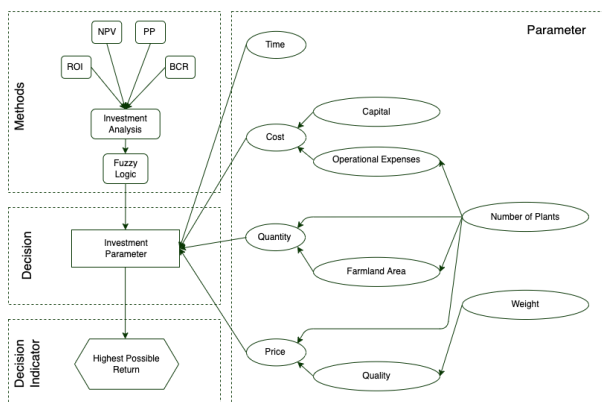 Methods
NPV
PP
ROI
BCR
Investment
Analysis
Fuzzy
Logic
Decision
Investment
Parameter
Decision
Indicator
Highest Possible
Return
Parameter
Time
Capital
Cost
Operational Expenses
Number of Plants
Quantity
Farmland Area
Weight
Price
Quality